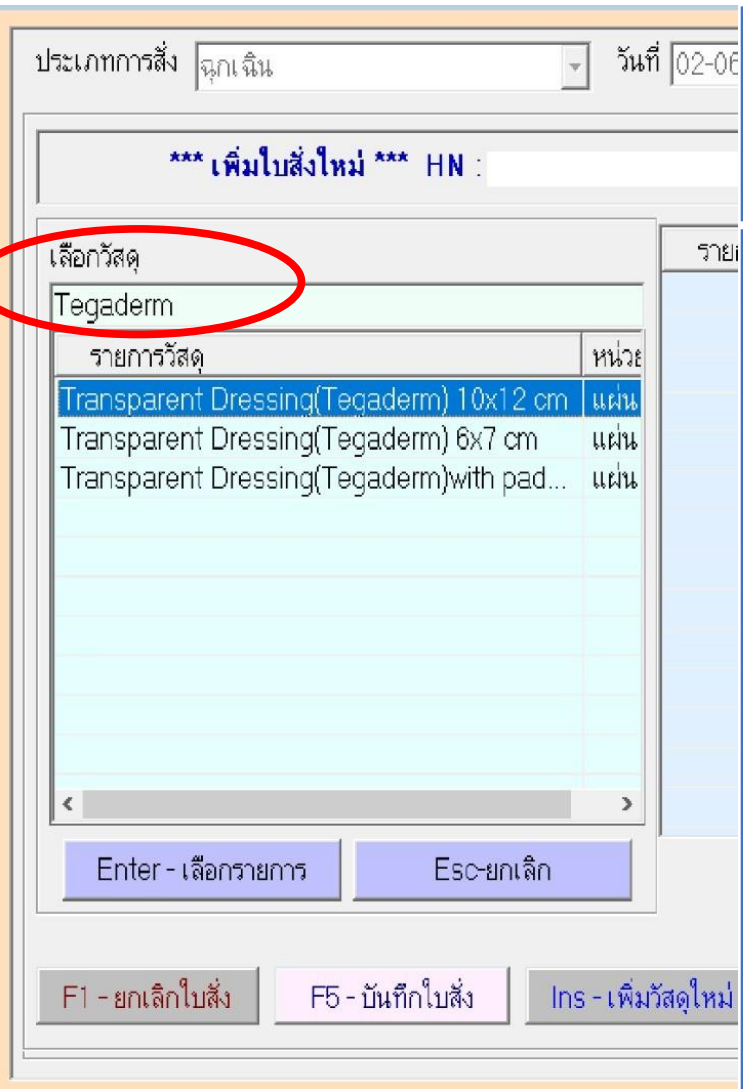 ประเภทการสั่ง ฉุกเฉิน วันที่ 02-06
*** เพิ่มใบสั่งใหม่ *** HN :
เลือกวัสดุ
Tegaderm
รายการวัสดุ หน่วย
Transparent Dressing(Tegaderm) 10x12 cm แผ่น
Transparent Dressing(Tegaderm) 6x7 cm แผ่น
Transparent Dressing(Tegaderm)with pad... แผ่น
Enter - เลือกรายการ Esc-ยกเลิก
F1 - ยกเลิกใบสั่ง F5 - บันทึกใบสั่ง Ins - เพิ่มวัสดุใหม่